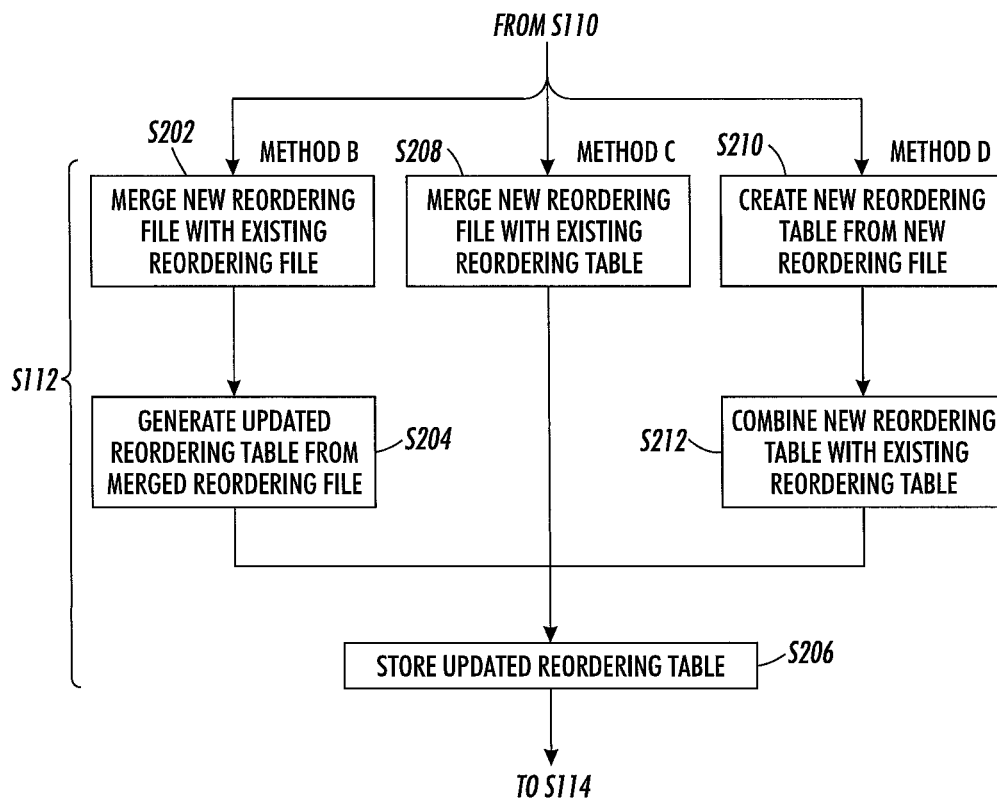 FROM S110
S202
METHOD B
MERGE NEW REORDERING
FILE WITH EXISTING
REORDERING FILE
S208
METHOD C
MERGE NEW REORDERING
FILE WITH EXISTING
REORDERING TABLE
S210
METHOD D
CREATE NEW REORDERING
TABLE FROM NEW
REORDERING FILE
S112
GENERATE UPDATED
REORDERING TABLE FROM
MERGED REORDERING FILE
S204
S212
COMBINE NEW REORDERING
TABLE WITH EXISTING
REORDERING TABLE
STORE UPDATED REORDERING TABLE
S206
TO S114